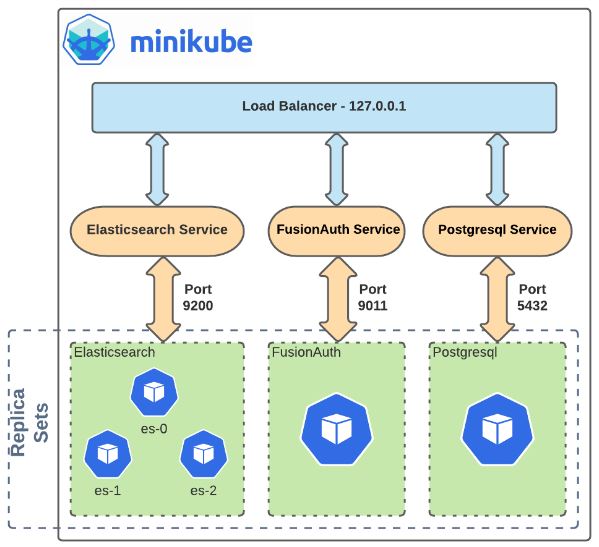 minikube
Load Balancer - 127.0.0.1
Elasticsearch Service
FusionAuth Service
Postgresql Service
Port
9200
Port
9011
Port
5432
Replica
Sets
Elasticsearch
es-0
es-1
es-2
FusionAuth
Postgresql